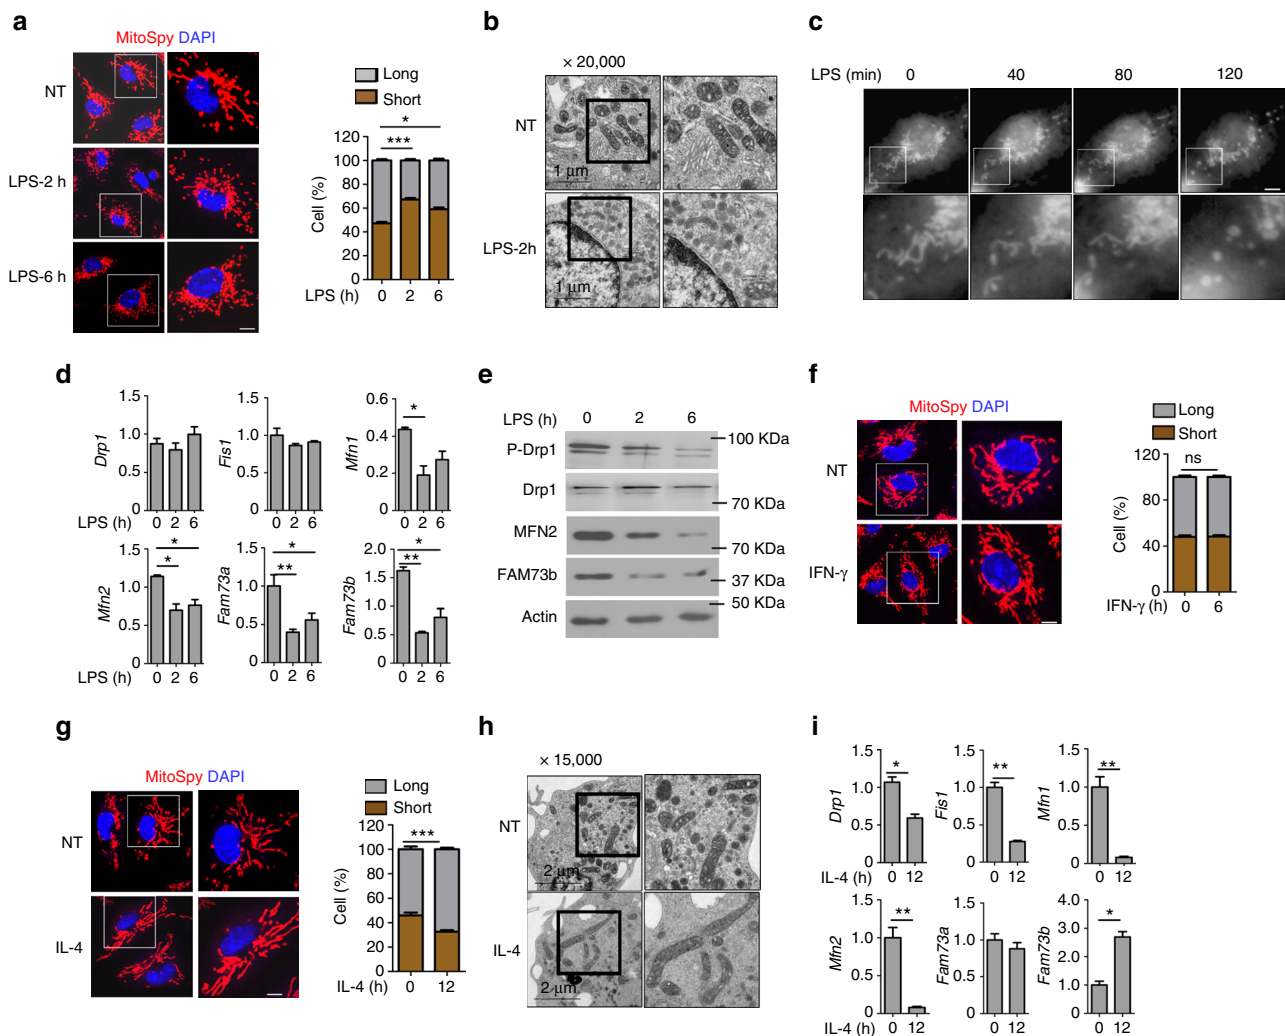 a
MitoSpy DAPI
NT
LPS-2 h
LPS-6 h
Long
Short
*
***
Cell (%)
120
100
80
60
40
20
0
LPS (h) 0 2 6
b
× 20,000
NT
1 μm
LPS-2h
1 μm
c
LPS (min) 0 40 80 120
d
Drp1
1.5
1.0
0.5
0
LPS (h) 0 2 6
Fis1
1.5
1.0
0.5
0
0 2 6
Mfn1
0.6
0.4
0.2
0
*
0 2 6
Mfn2
1.5
1.0
0.5
0
*
*
LPS (h) 0 2 6
Fam73a
1.5
1.0
0.5
0
*
**
0 2 6
Fam73b
2.0
1.5
1.0
0.5
0
*
**
0 2 6
e
LPS (h) 0 2 6
P-Drp1
100 KDa
Drp1
70 KDa
MFN2
70 KDa
FAM73b
37 KDa
50 KDa
Actin
f
MitoSpy DAPI
NT
IFN-γ
Long
Short
ns
Cell (%)
120
80
40
0
IFN-γ (h) 0 6
g
MitoSpy DAPI
NT
IL-4
Long
Short
***
Cell (%)
120
100
80
60
40
20
0
IL-4 (h) 0 12
h
× 15,000
NT
2 μm
IL-4
2 μm
i
Drp1
1.5
1.0
0.5
0
*
IL-4 (h) 0 12
Fis1
1.5
1.0
0.5
0
**
0 12
Mfn1
1.5
1.0
0.5
0
**
0 12
Mfn2
1.5
1.0
0.5
0
**
IL-4 (h) 0 12
Fam73a
1.5
1.0
0.5
0
0 12
Fam73b
4.0
3.0
2.0
1.0
0
*
0 12